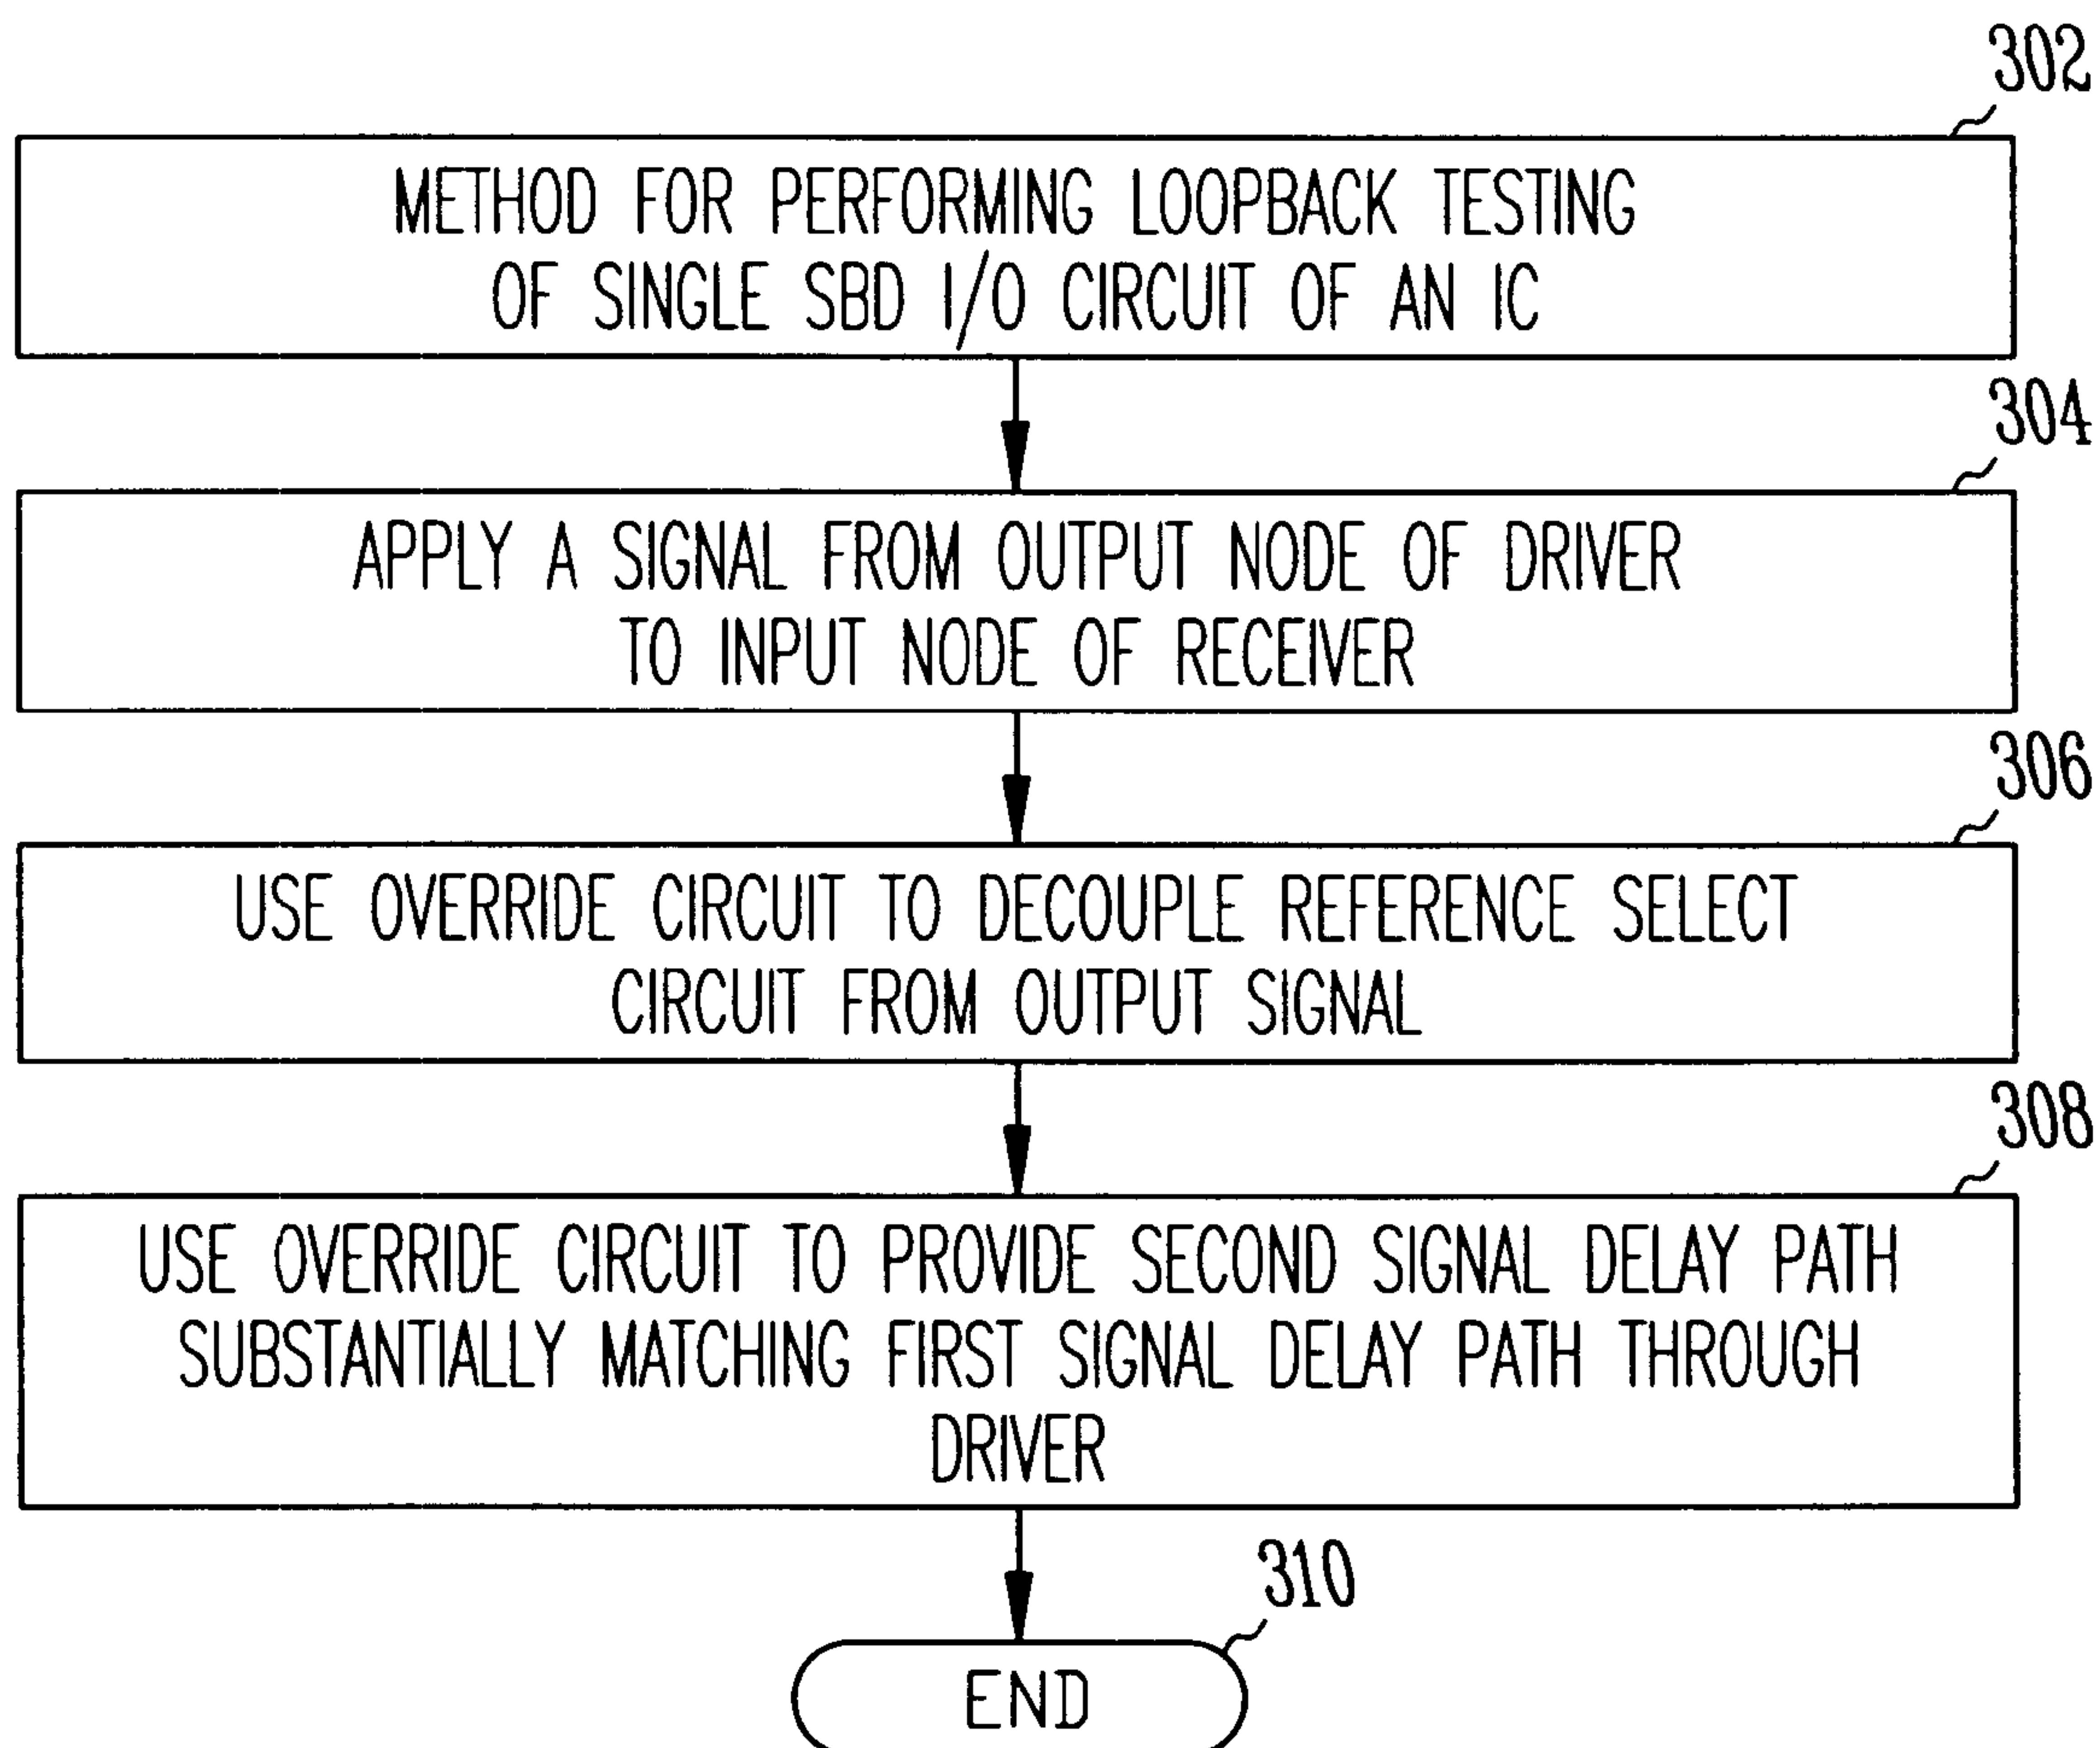 302
METHOD FOR PERFORMING LOOPBACK TESTING
OF SINGLE SBD I/O CIRCUIT OF AN IC
304
APPLY A SIGNAL FROM OUTPUT NODE OF DRIVER
TO INPUT NODE OF RECEIVER
306
USE OVERRIDE CIRCUIT TO DECOUPLE REFERENCE SELECT
CIRCUIT FROM OUTPUT SIGNAL
308
USE OVERRIDE CIRCUIT TO PROVIDE SECOND SIGNAL DELAY PATH
SUBSTANTIALLY MATCHING FIRST SIGNAL DELAY PATH THROUGH
DRIVER
310
END